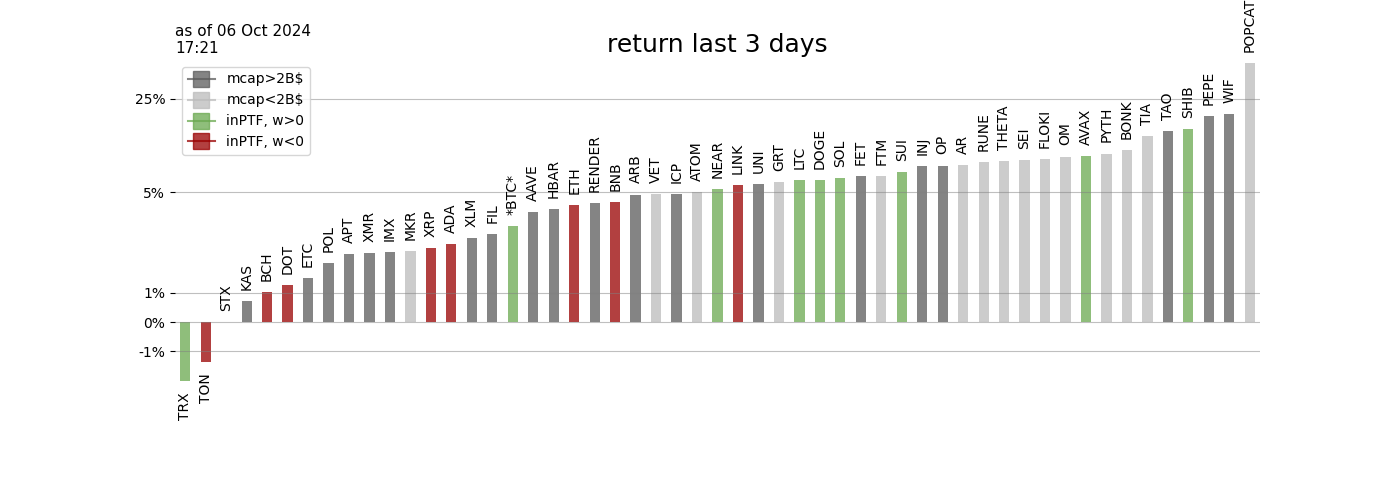 as of 06 Oct 2024
17:21
return last 3 days
mcap>2B$
mcap<2B$
inPTF, w>0
inPTF, w<0
25%
5%
1%
0%
-1%
TRX
TON
STX
KAS
BCH
DOT
ETC
POL
APT
XMR
IMX
MKR
XRP
ADA
XLM
FIL
*BTC*
AAVE
HBAR
ETH
RENDER
BNB
ARB
VET
ICP
ATOM
NEAR
LINK
UNI
GRT
LTC
DOGE
SOL
FET
FTM
SUI
INJ
OP
AR
RUNE
THETA
SEI
FLOKI
OM
AVAX
PYTH
BONK
TIA
TAO
SHIB
PEPE
WIF
POPCAT